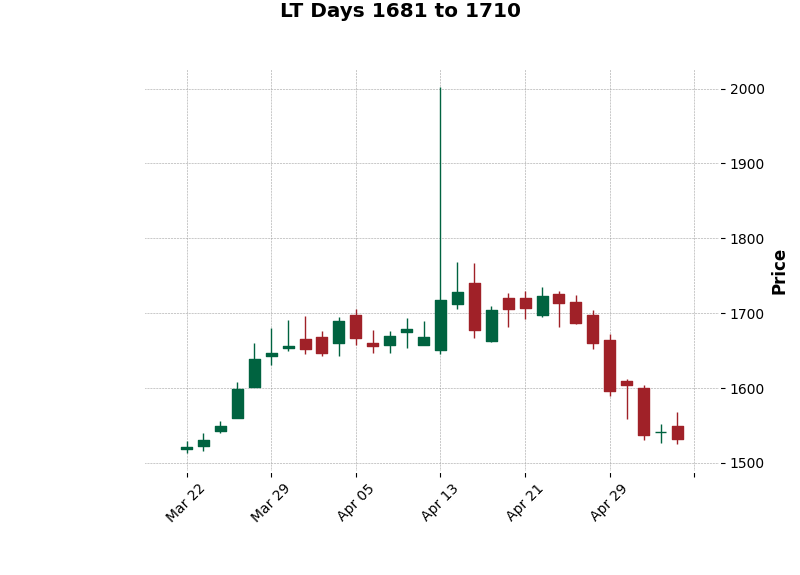 LT Days 1681 to 1710
2000
1900
1800
1700
1600
1500
Price
Mar 22
Mar 29
Apr 05
Apr 13
Apr 21
Apr 29